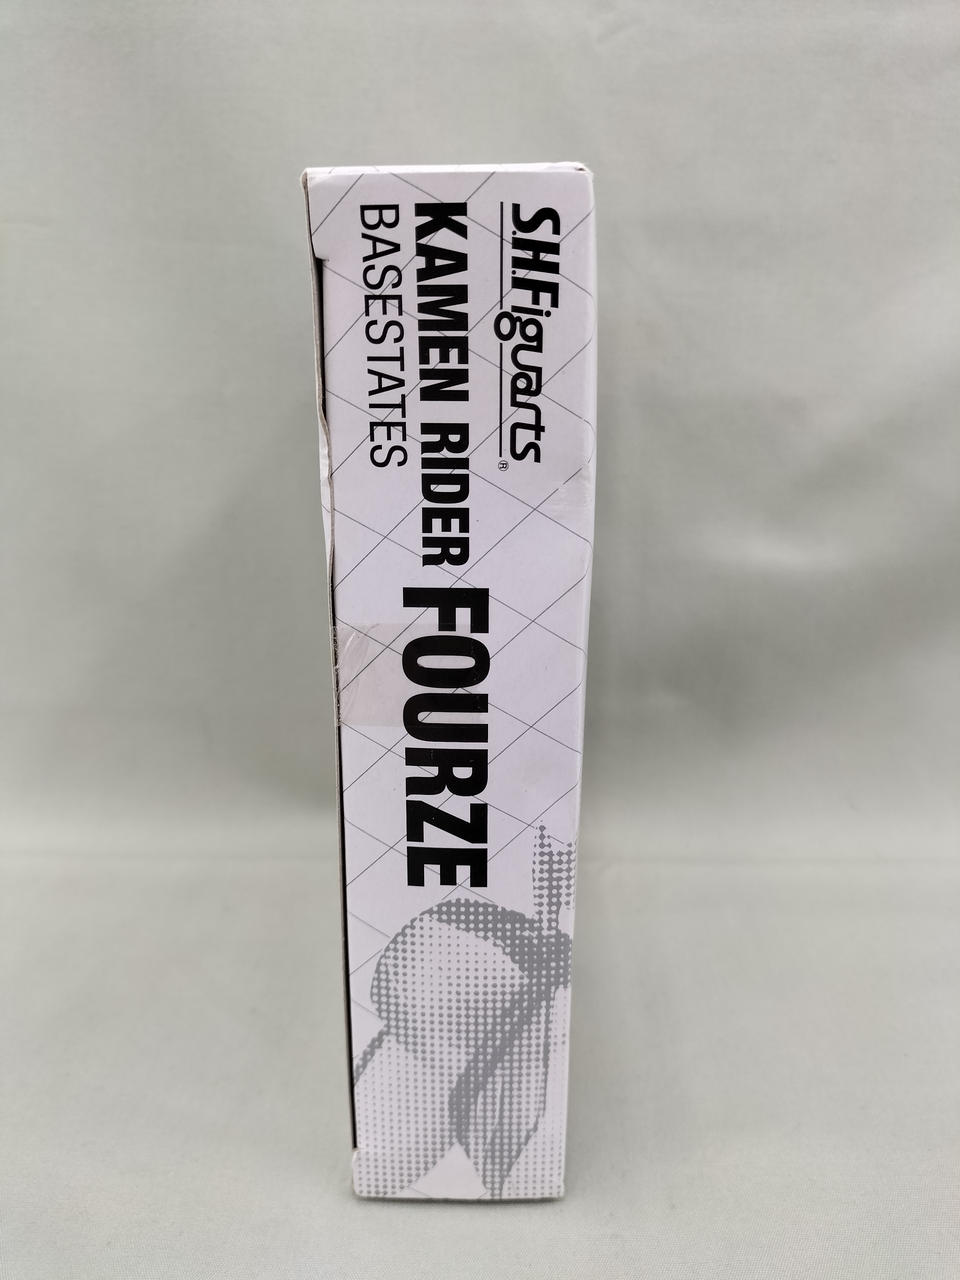 S.H.Figuarts®
KAMEN RIDER FOURZE
BASESTATES